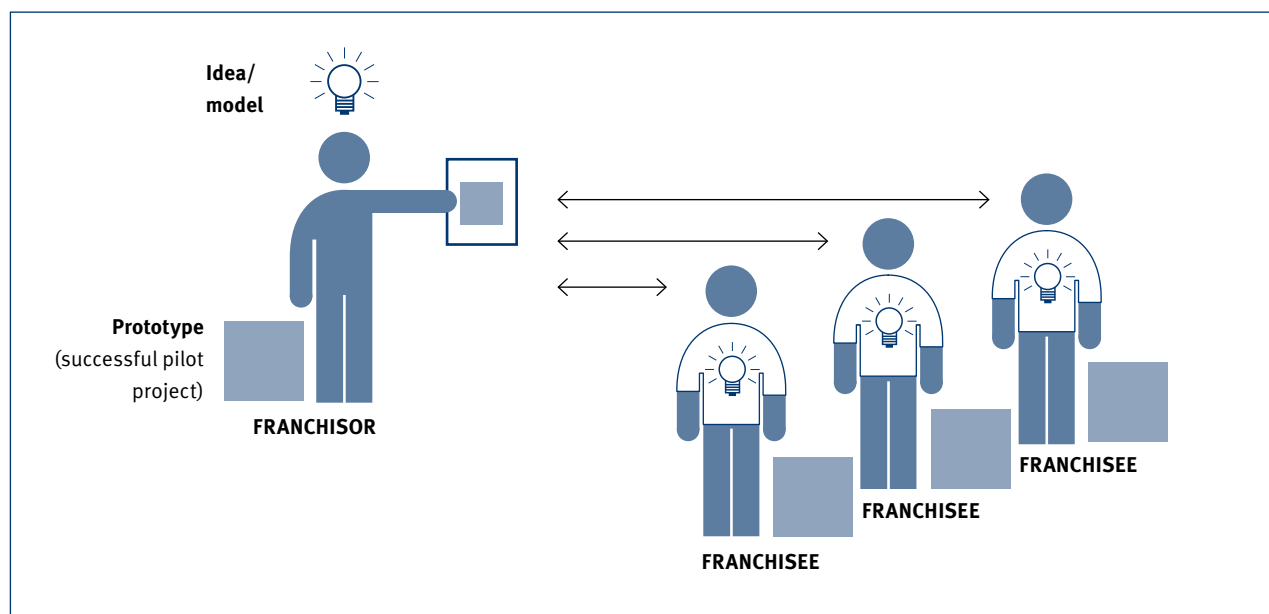 Idea/
model
Prototype
(successful pilot
project)
FRANCHISOR
FRANCHISEE
FRANCHISEE
FRANCHISEE